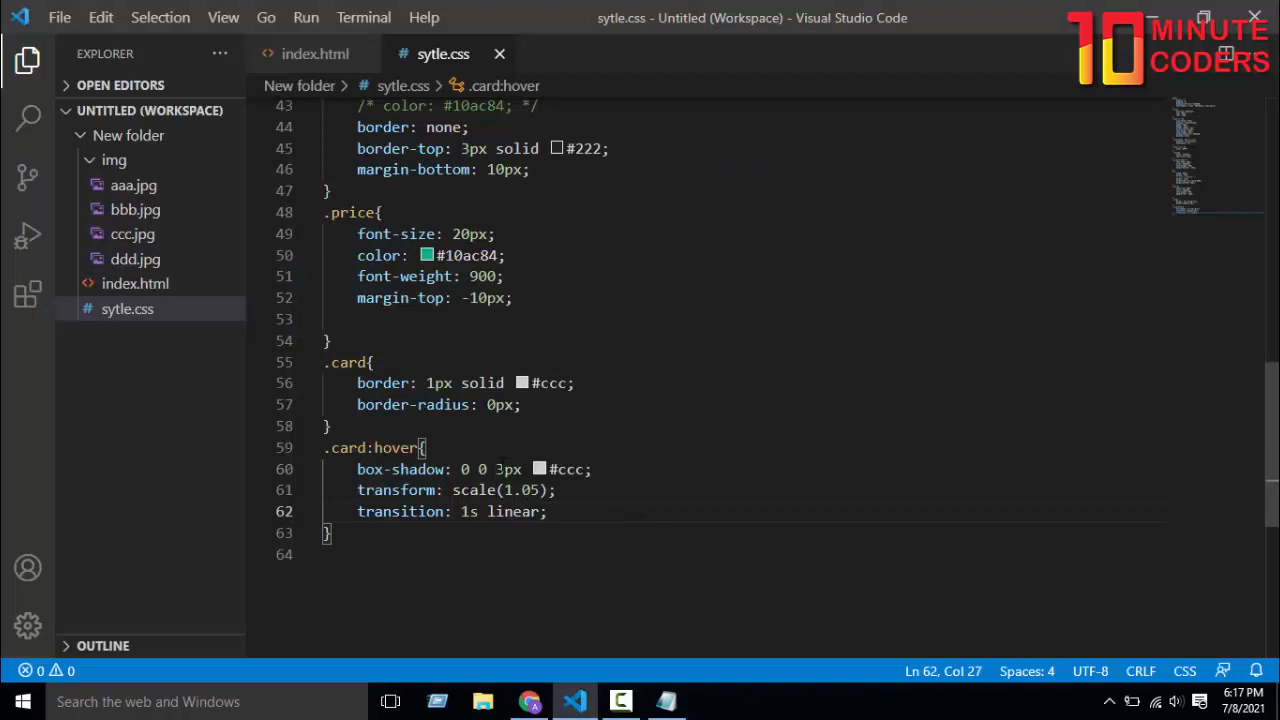 File Edit Selection View Go Run Terminal Help
sytle.css - Untitled (Workspace) - Visual Studio Code
10 MINUTE
CODERS
EXPLORER
index.html
# sytle.css
OPEN EDITORS
New folder > # sytle.css > .card:hover
UNTITLED (WORKSPACE)
New folder
img
aaa.jpg
bbb.jpg
ccc.jpg
ddd.jpg
<> index.html
# sytle.css
OUTLINE
43 /* color: #10ac84; */
44 border: none;
45 border-top: 3px solid #222;
46 margin-bottom: 10px;
47 }
48 .price{
49 font-size: 20px;
50 color: #10ac84;
51 font-weight: 900;
52 margin-top: -10px;
53
54 }
55 .card{
56 border: 1px solid #ccc;
57 border-radius: 0px;
58 }
59 .card:hover{
60 box-shadow: 0 0 3px #ccc;
61 transform: scale(1.05);
62 transition: 1s linear;
63 }
64
0 0
Ln 62, Col 27 Spaces: 4 UTF-8 CRLF CSS
Search the web and Windows
6:17 PM
7/8/2021